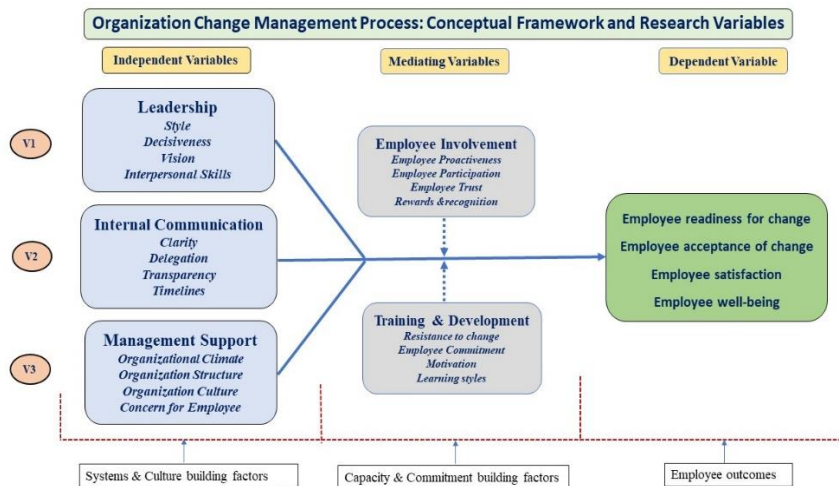 Organization Change Management Process: Conceptual Framework and Research Variables
Independent Variables
Mediating Variables
Dependent Variable
V1
Leadership
Style
Decisiveness
Vision
Interpersonal Skills
V2
Internal Communication
Clarity
Delegation
Transparency
Timelines
V3
Management Support
Organizational Climate
Organization Structure
Organization Culture
Concern for Employee
Employee Involvement
Employee Proactiveness
Employee Participation
Employee Trust
Rewards &recognition
Training & Development
Resistance to change
Employee Commitment
Motivation
Learning styles
Employee readiness for change
Employee acceptance of change
Employee satisfaction
Employee well-being
Systems & Culture building factors
Capacity & Commitment building factors
Employee outcomes